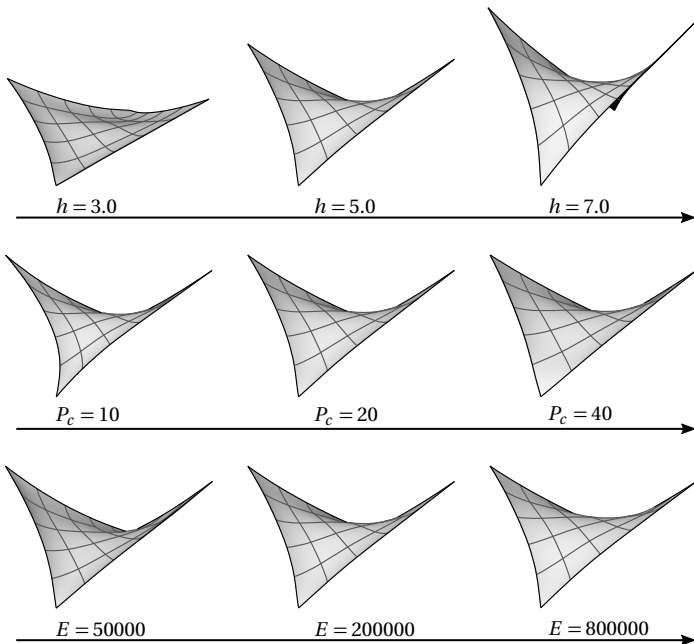 h = 3.0 h = 5.0 h = 7.0
P_c = 10 P_c = 20 P_c = 40
E = 50000 E = 200000 E = 800000